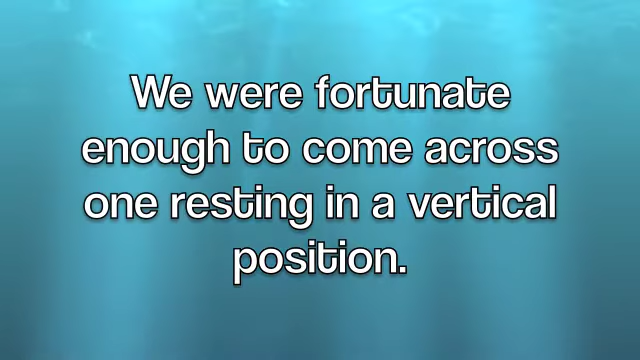 We were fortunate
enough to come across
one resting in a vertical
position.